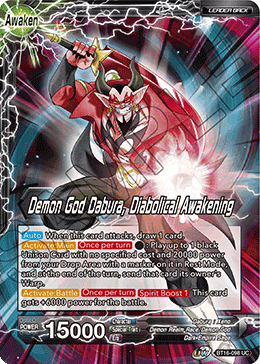 Awaken
LEADER BACK
Demon God Dabura, Diabolical Awakening
Auto When this card attacks, draw 1 card.
Activate Main Once per turn : Play up to 1 black
Unison Card with no specified cost and 20000 power
from your Drop Area with a marker on it in Rest Mode,
and at the end of the turn, send that card to its owner's
Warp.
Activate Battle Once per turn Spirit Boost 1 This card
gets +5000 power for the battle.
POWER 15000
Dabura : Xeno
Special Trait Demon Realm Race, Demon God
Dark Empire Saga
BT16-098 UC